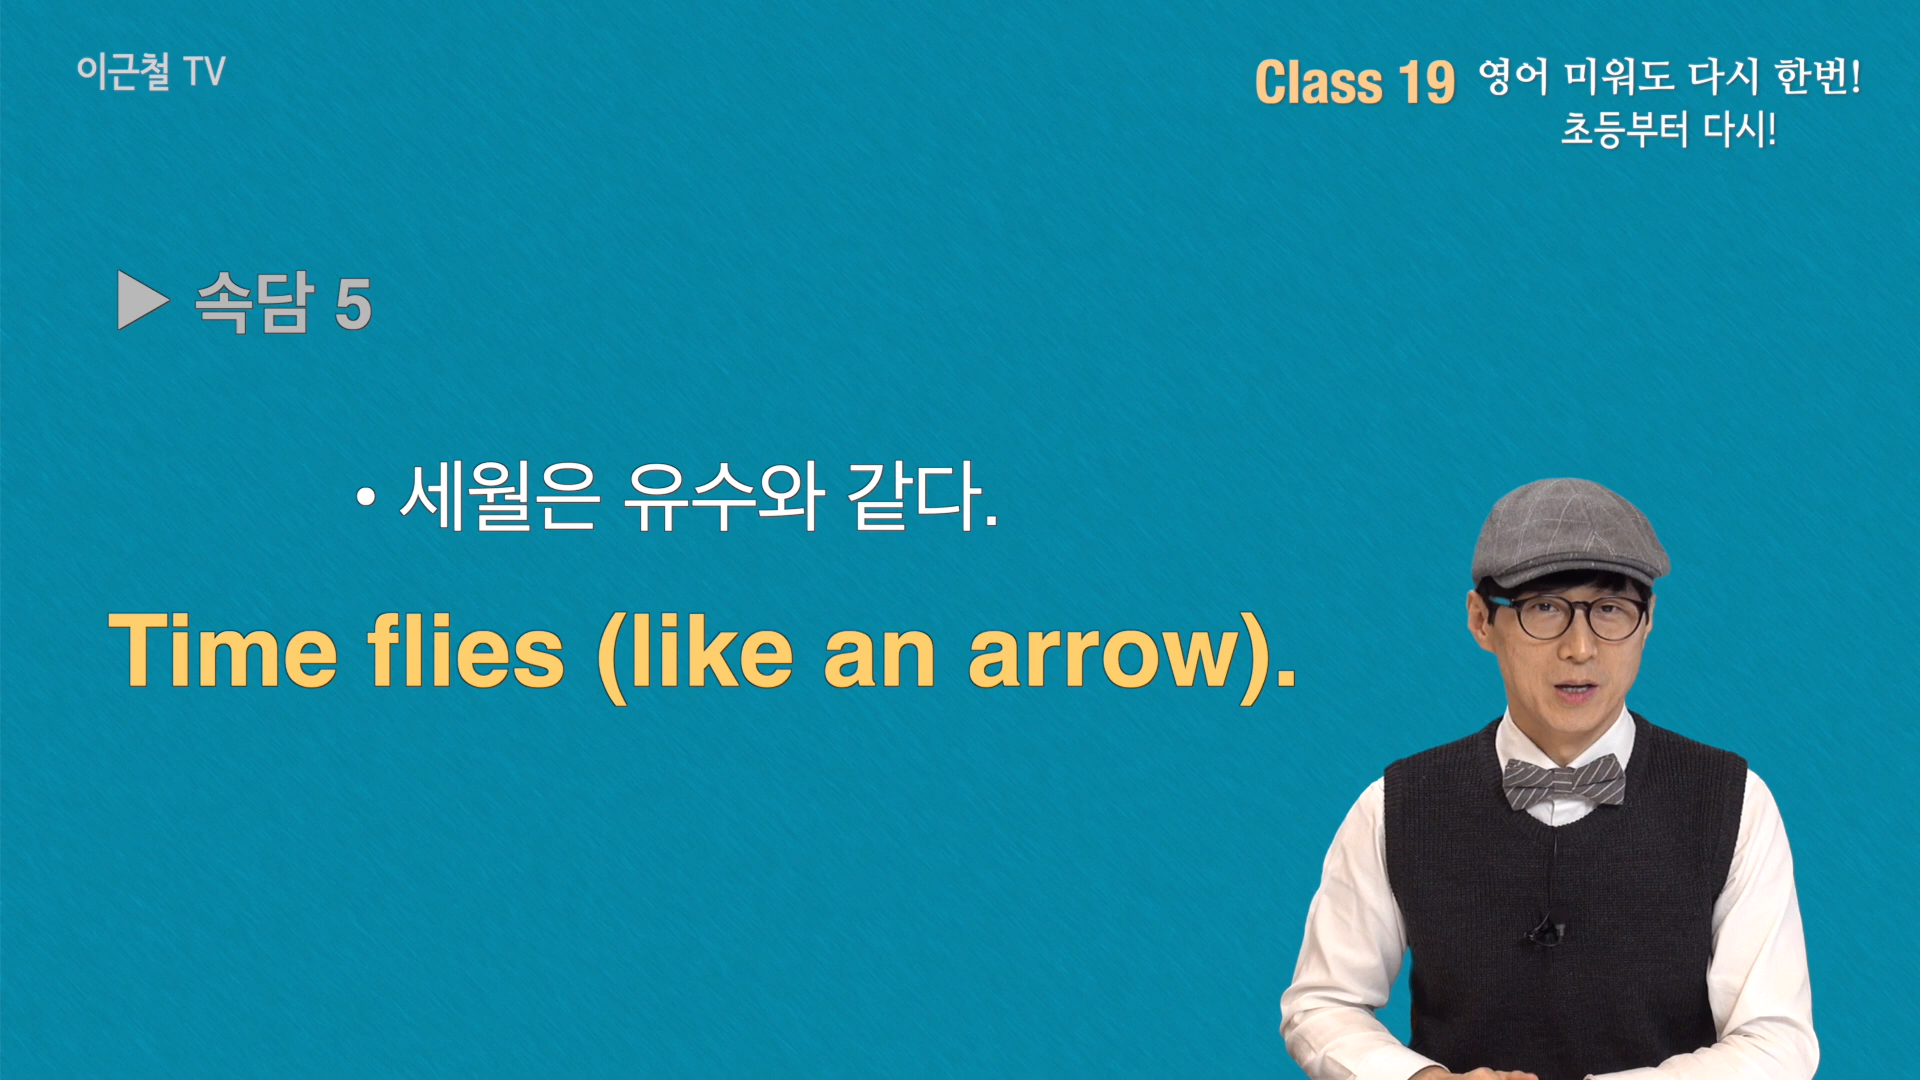 이근철 TV
Class 19 영어 미워도 다시 한번!
초등부터 다시!
▶ 속담 5
• 세월은 유수와 같다.
Time flies (like an arrow).